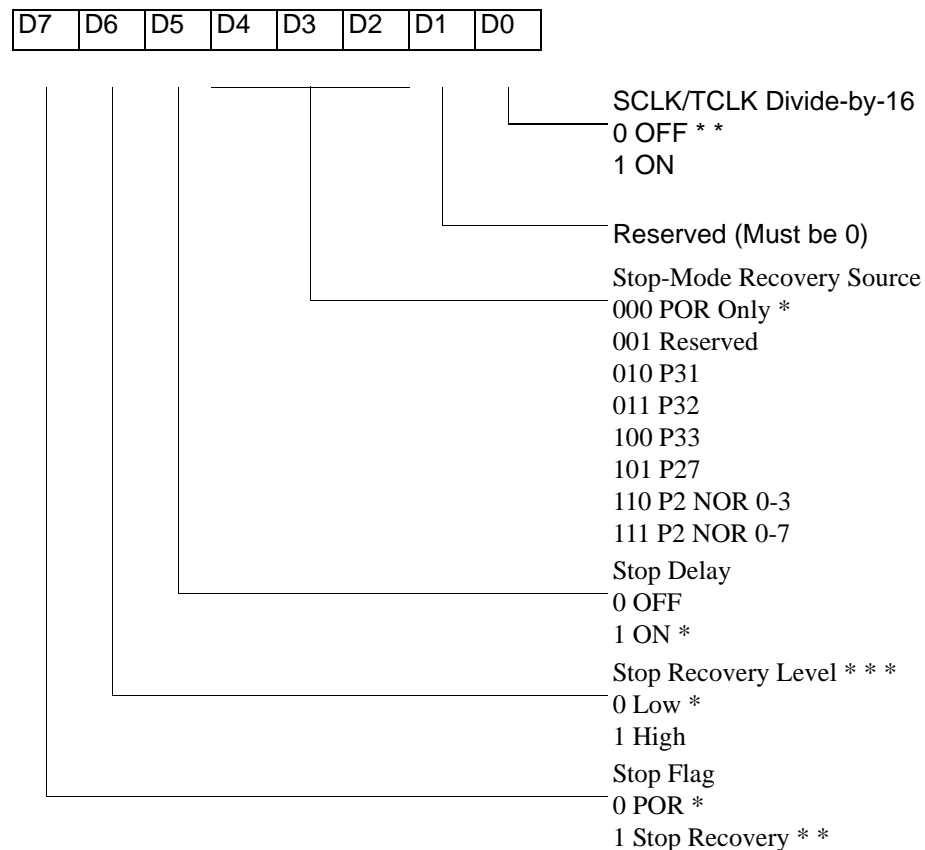 D7 D6 D5 D4 D3 D2 D1 D0
SCLK/TCLK Divide-by-16
0 OFF * *
1 ON
Reserved (Must be 0)
Stop-Mode Recovery Source
000 POR Only *
001 Reserved
010 P31
011 P32
100 P33
101 P27
110 P2 NOR 0-3
111 P2 NOR 0-7
Stop Delay
0 OFF
1 ON *
Stop Recovery Level * * *
0 Low *
1 High
Stop Flag
0 POR *
1 Stop Recovery * *